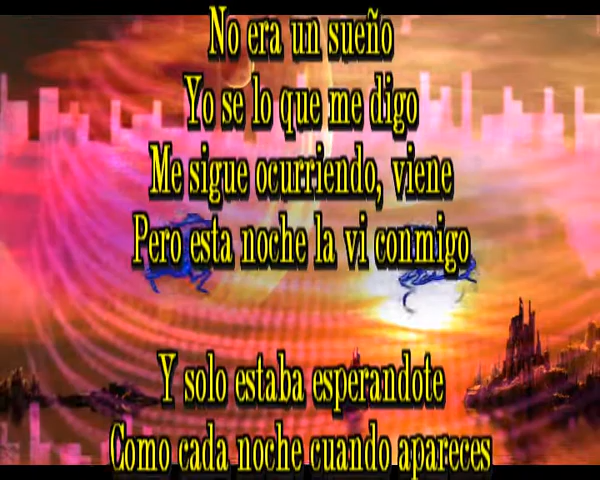 No era un sueño
Yo se lo que me digo
Me sigue ocurriendo, viene
Pero esta noche la vi conmigo
Y solo estaba esperandote
Como cada noche cuando apareces